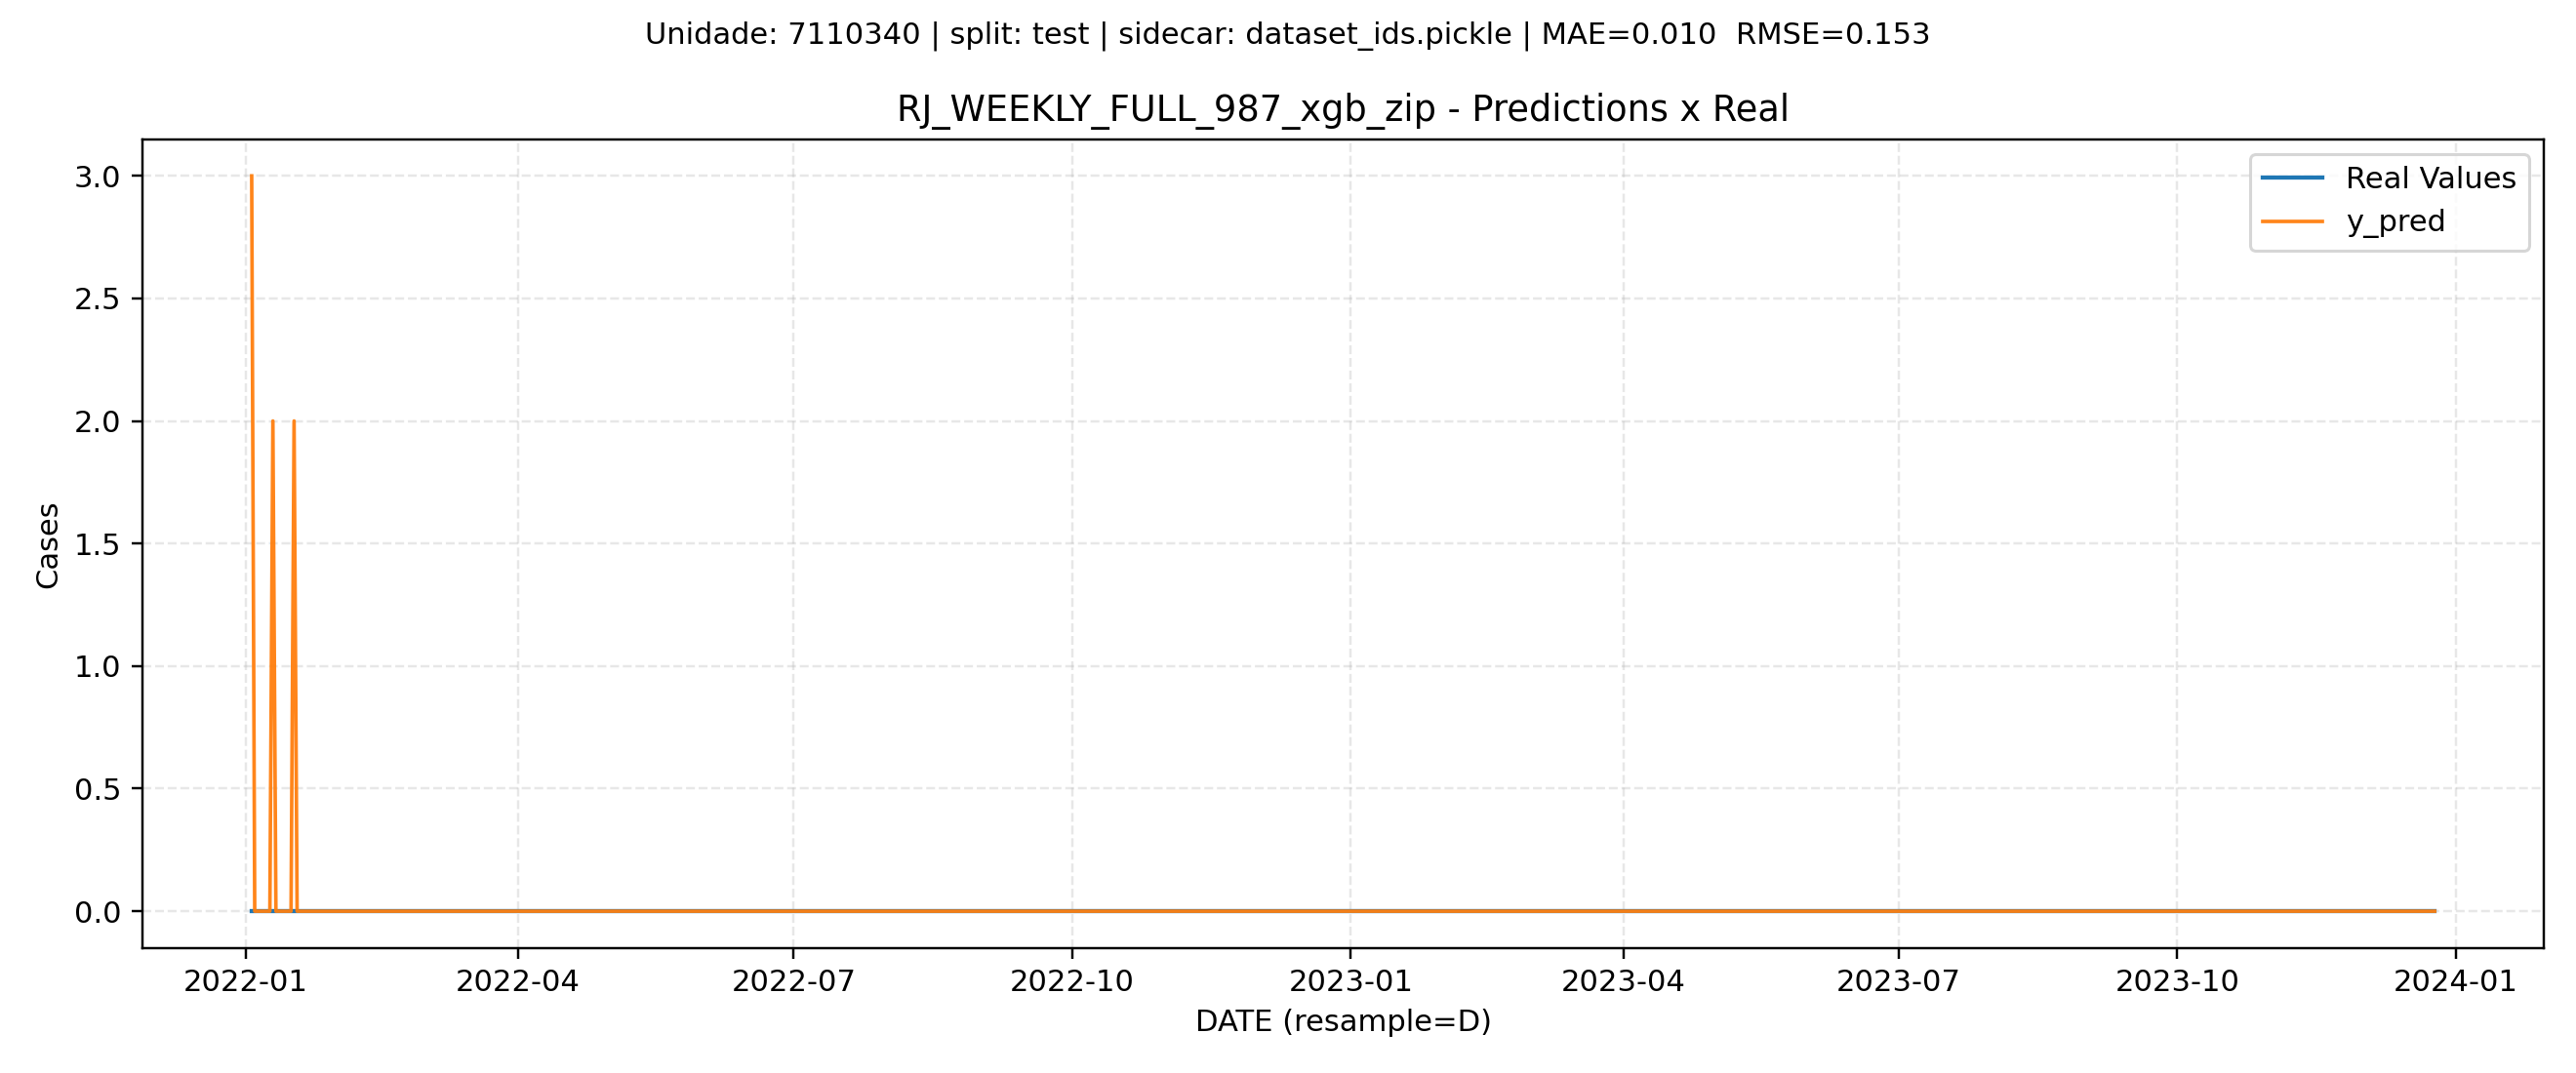 Unidade: 7110340 | split: test | sidecar: dataset_ids.pickle | MAE=0.010  RMSE=0.153
RJ_WEEKLY_FULL_987_xgb_zip - Predictions x Real
Real Values
y_pred
Cases
3.0
2.5
2.0
1.5
1.0
0.5
0.0
2022-01
2022-04
2022-07
2022-10
2023-01
2023-04
2023-07
2023-10
2024-01
DATE (resample=D)